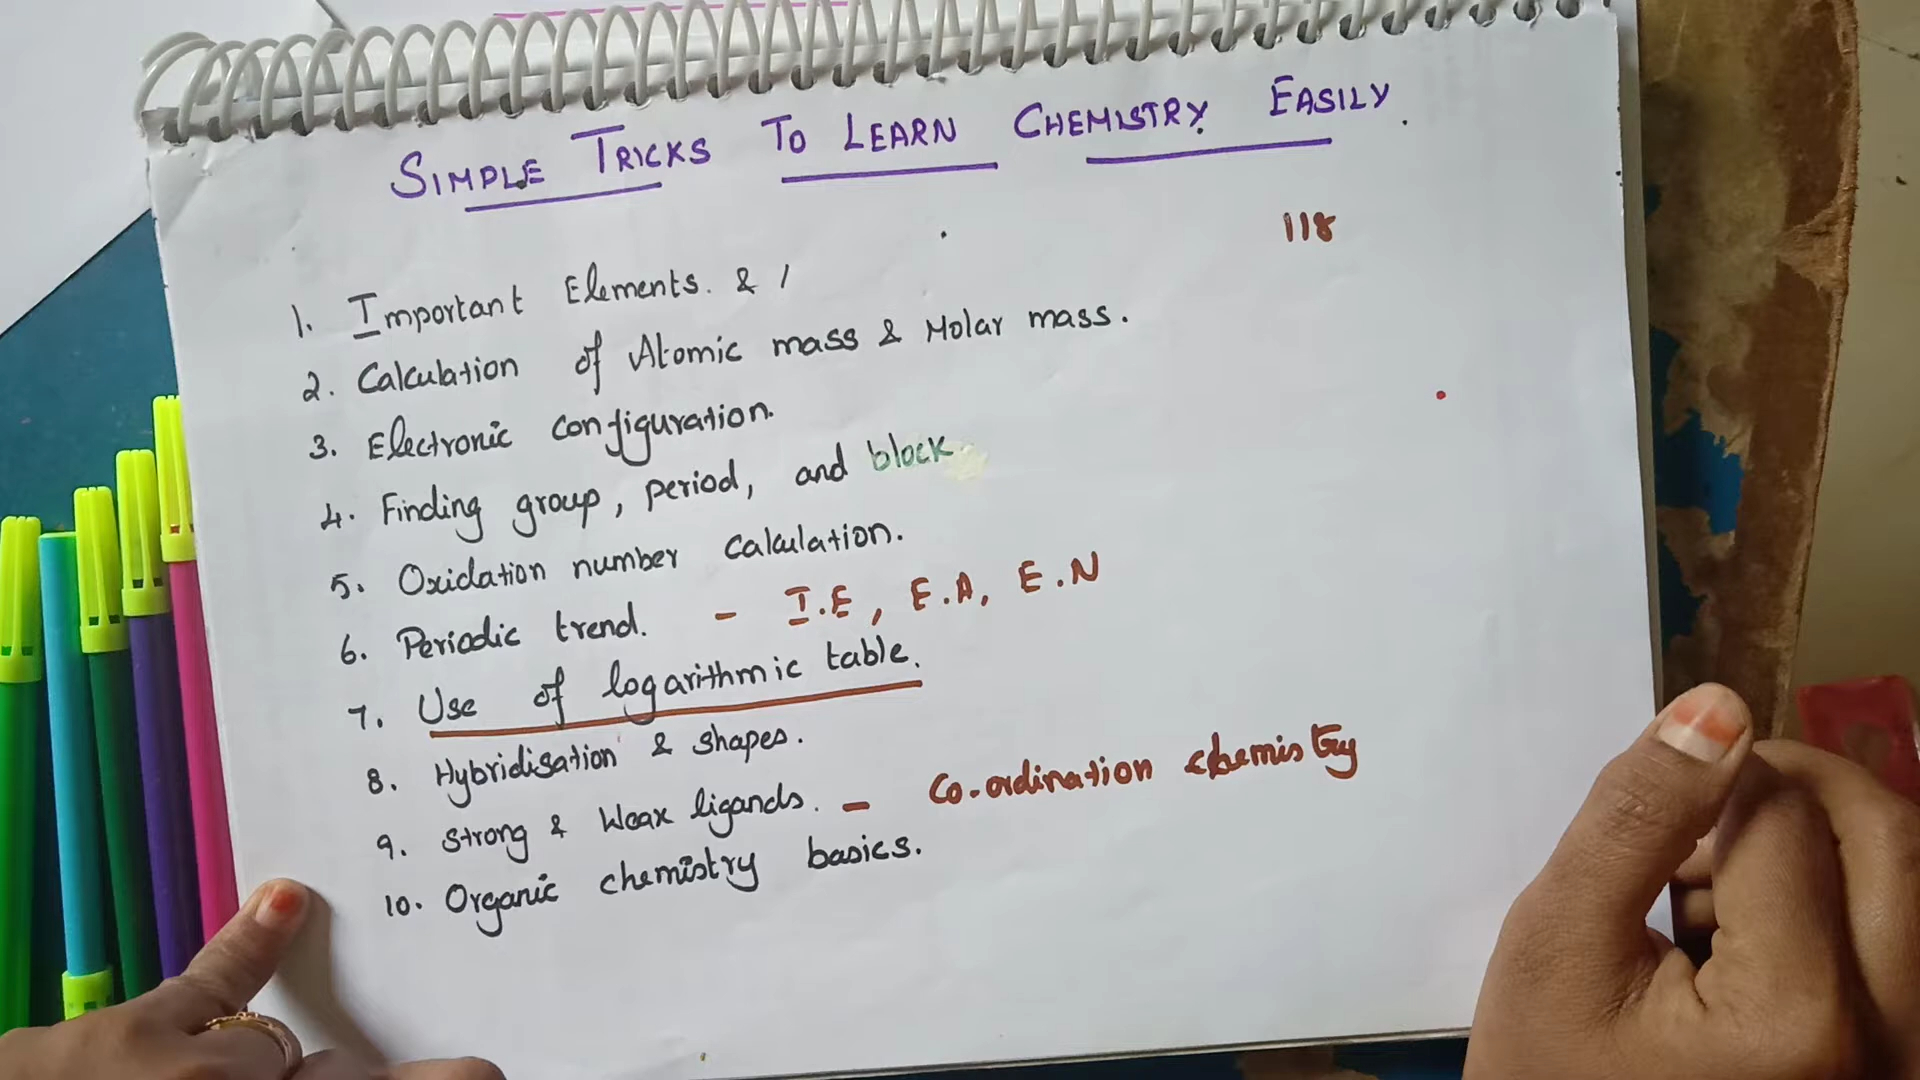 SIMPLE TRICKS TO LEARN CHEMISTRY EASILY.
118
1. Important Elements. & /
2. Calculation of Atomic mass & Molar mass.
3. Electronic configuration.
4. Finding group, period, and block
5. Oxidation number calculation.
6. Periodic trend. - I.E, E.A, E.N
7. Use of logarithmic table.
8. Hybridisation & shapes.
9. Strong & Weak ligands. - Co-ordination chemistry
10. Organic chemistry basics.